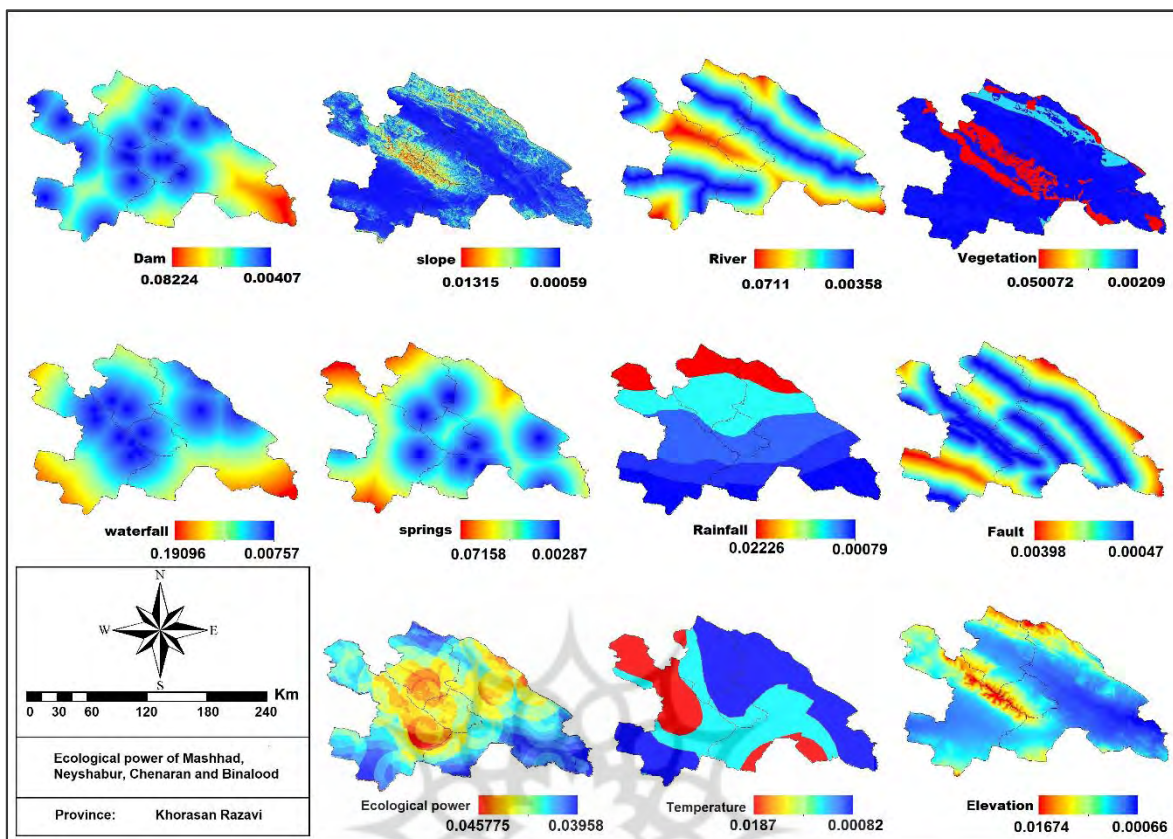 Dam
0.08224 0.00407
slope
0.01315 0.00059
River
0.0711 0.00358
Vegetation
0.050072 0.00209
waterfall
0.19096 0.00757
springs
0.07158 0.00287
Rainfall
0.02226 0.00079
Fault
0.00398 0.00047
N
W E
S
Km
0 30 60 120 180 240
Ecological power of Mashhad,
Neyshabur, Chenaran and Binalood
Province: Khorasan Razavi
Ecological power
0.045775 0.03958
Temperature
0.0187 0.00082
Elevation
0.01674 0.00066